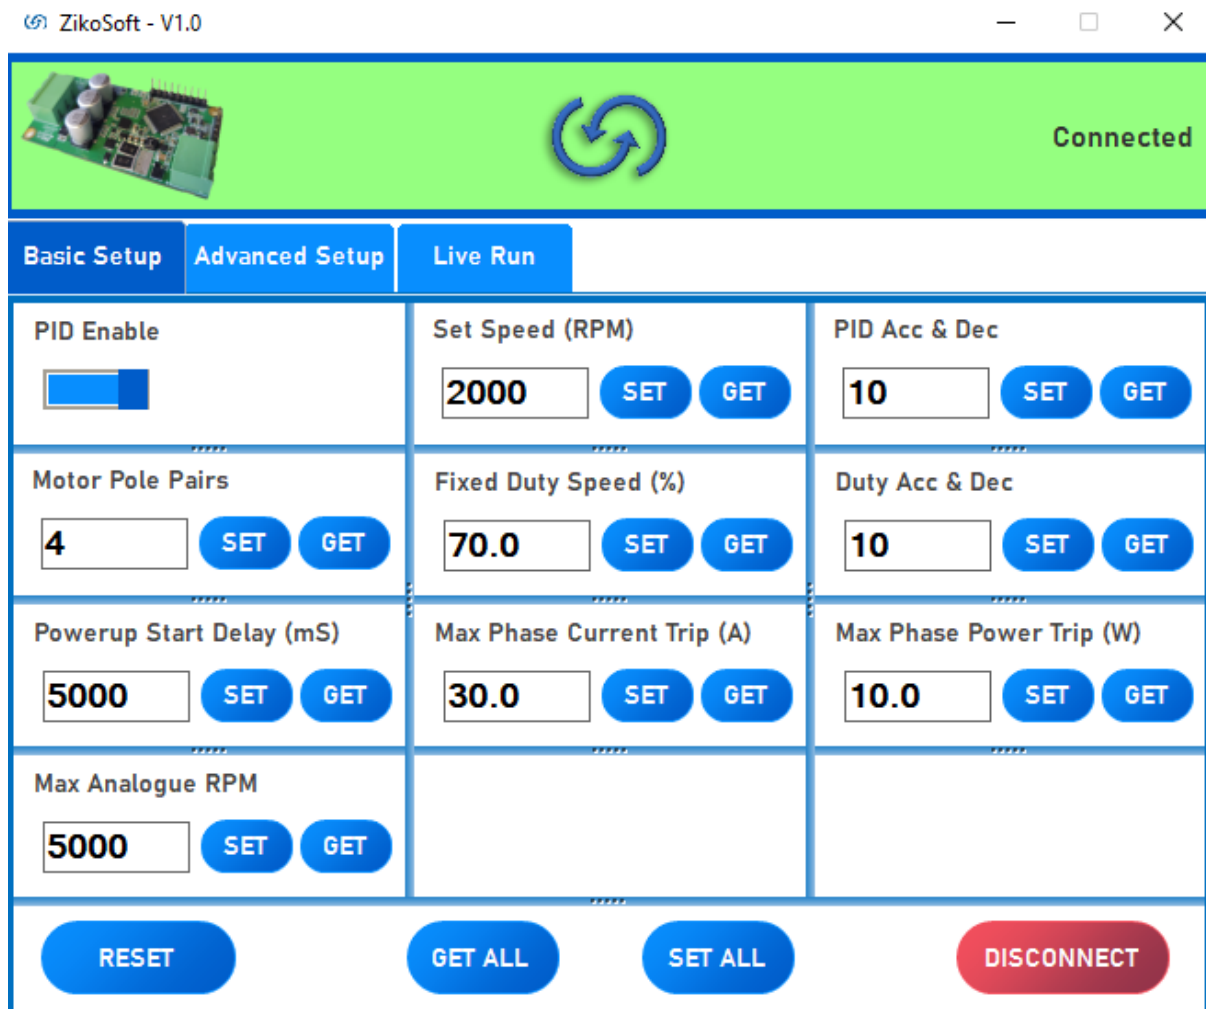 ZikoSoft - V1.0
Connected
Basic Setup Advanced Setup Live Run
PID Enable
Set Speed (RPM)
2000 SET GET
PID Acc & Dec
10 SET GET
Motor Pole Pairs
4 SET GET
Fixed Duty Speed (%)
70.0 SET GET
Duty Acc & Dec
10 SET GET
Powerup Start Delay (mS)
5000 SET GET
Max Phase Current Trip (A)
30.0 SET GET
Max Phase Power Trip (W)
10.0 SET GET
Max Analogue RPM
5000 SET GET
RESET GET ALL SET ALL DISCONNECT